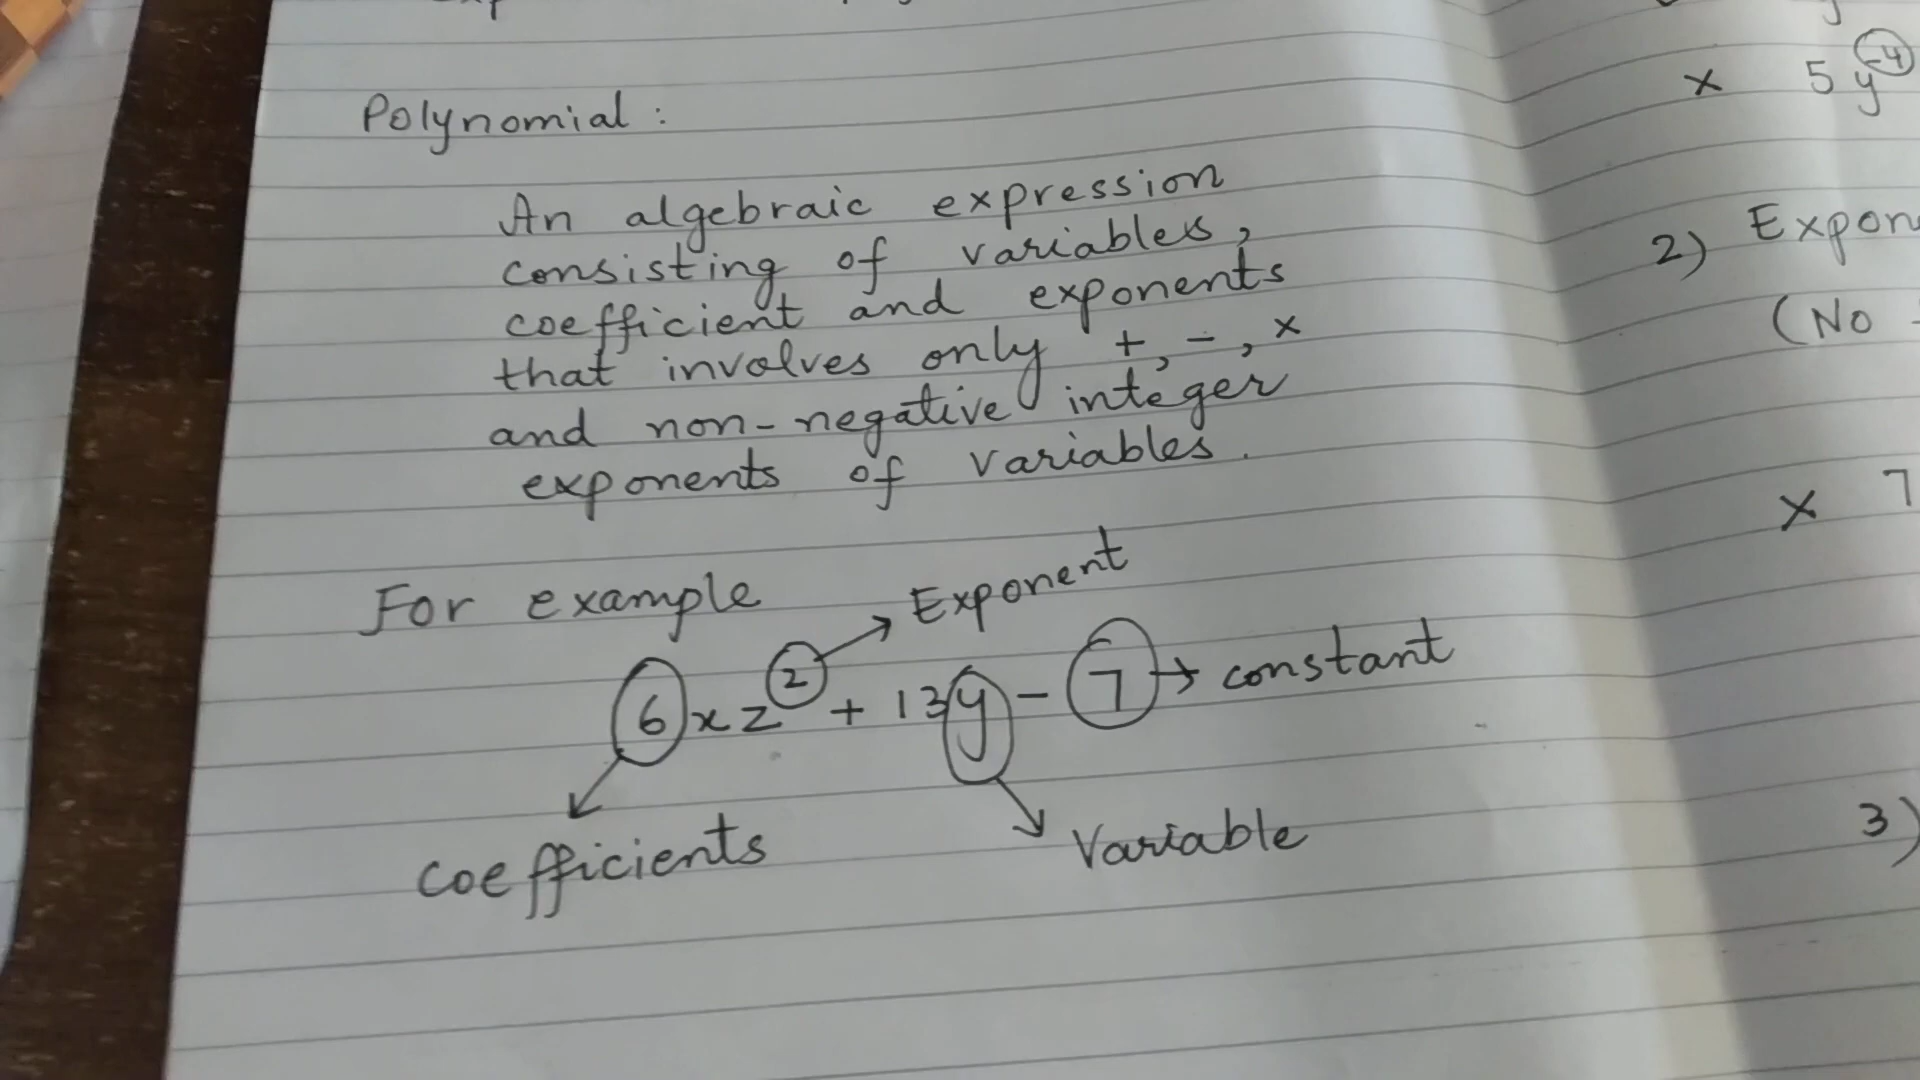 Polynomial :
An algebraic expression
consisting of variables,
coefficient and exponents
that involves only +, -, ×
and non-negative integer
exponents of variables.
For example
Exponent
6xz² + 13y - 7 → constant
coefficients
Variable
× 5y⁻⁴
2) Expon
(No
× 7
3)